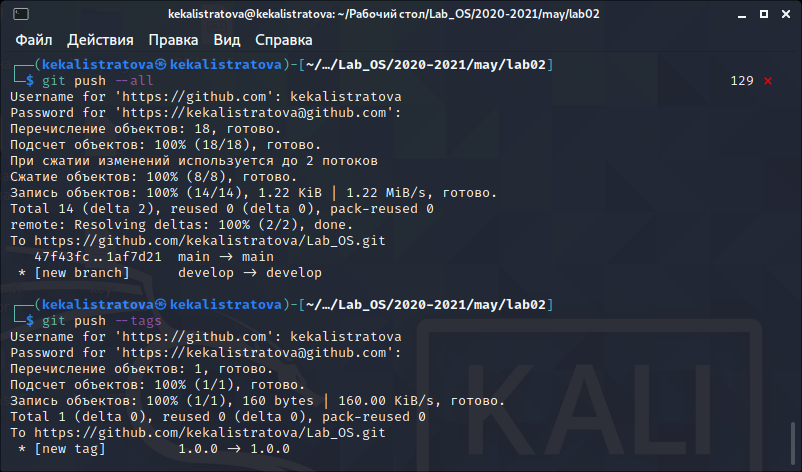 kekalistratova@kekalistratova: ~/Рабочий стол/Lab_OS/2020-2021/may/lab02
Файл Действия Правка Вид Справка
┌──(kekalistratova㉿kekalistratova)-[~/…/Lab_OS/2020-2021/may/lab02]
└─$ git push --all 129 ⨯
Username for 'https://github.com': kekalistratova
Password for 'https://kekalistratova@github.com':
Перечисление объектов: 18, готово.
Подсчет объектов: 100% (18/18), готово.
При сжатии изменений используется до 2 потоков
Сжатие объектов: 100% (8/8), готово.
Запись объектов: 100% (14/14), 1.22 KiB | 1.22 MiB/s, готово.
Total 14 (delta 2), reused 0 (delta 0), pack-reused 0
remote: Resolving deltas: 100% (2/2), done.
To https://github.com/kekalistratova/Lab_OS.git
   47f43fc..1af7d21  main -> main
 * [new branch]      develop -> develop
┌──(kekalistratova㉿kekalistratova)-[~/…/Lab_OS/2020-2021/may/lab02]
└─$ git push --tags
Username for 'https://github.com': kekalistratova
Password for 'https://kekalistratova@github.com':
Перечисление объектов: 1, готово.
Подсчет объектов: 100% (1/1), готово.
Запись объектов: 100% (1/1), 160 bytes | 160.00 KiB/s, готово.
Total 1 (delta 0), reused 0 (delta 0), pack-reused 0
To https://github.com/kekalistratova/Lab_OS.git
 * [new tag]         1.0.0 -> 1.0.0
KALI